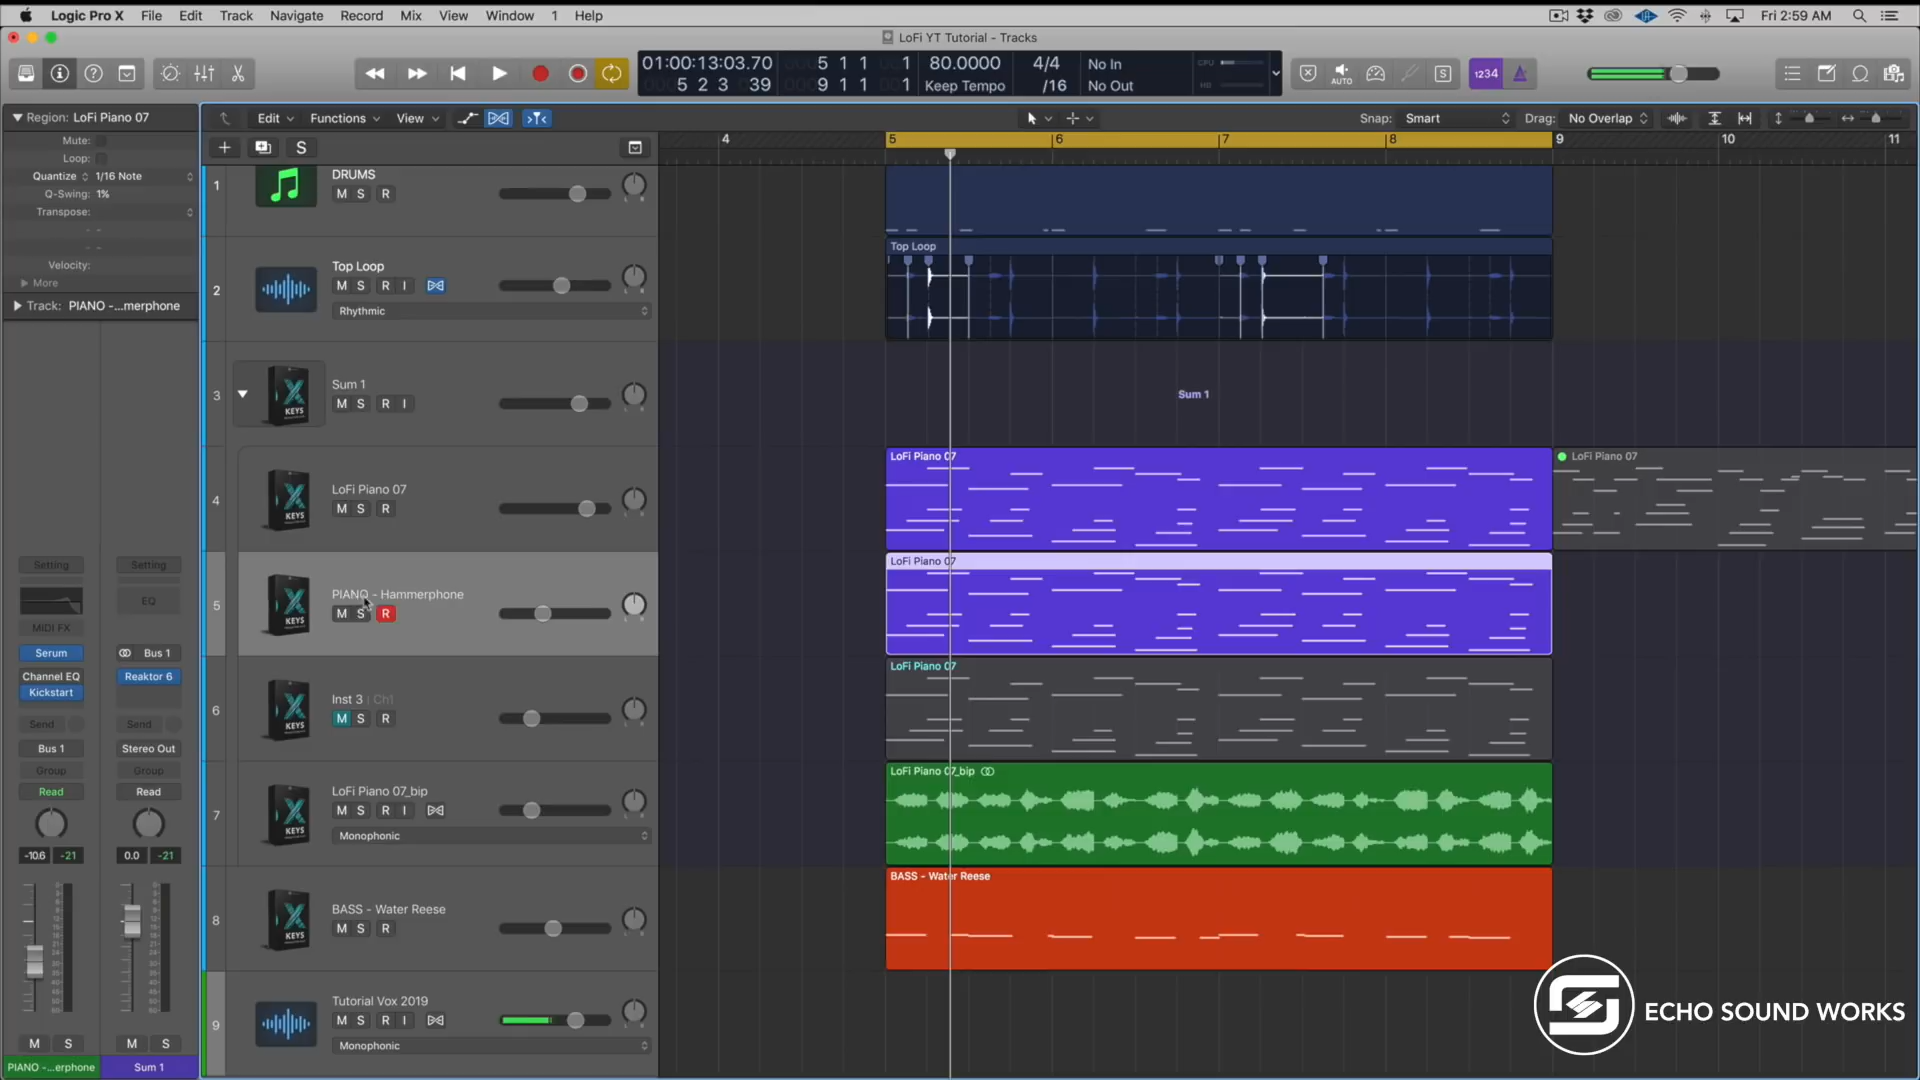 Logic Pro X File Edit Track Navigate Record Mix View Window 1 Help Fri 2:59 AM
LoFi YT Tutorial - Tracks
01:00:13:03.70 5 1 1 1 80.0000 4/4 No In CPU
5 2 3 39 9 1 1 1 Keep Tempo /16 No Out HD
AUTO S 1234
Region: LoFi Piano 07
Edit Functions View Snap: Smart Drag: No Overlap
Mute:
Loop:
Quantize 1/16 Note
Q-Swing: 1%
Transpose:
Velocity:
More
Track: PIANO -...merphone
S
4 5 6 7 8 9 10 11
1 DRUMS
M S R
2 Top Loop
M S R I
Rhythmic
Top Loop
3 Sum 1
M S R I
KEYS
Sum 1
4 LoFi Piano 07
M S R
KEYS
LoFi Piano 07
LoFi Piano 07
5 PIANO - Hammerphone
M S R
KEYS
LoFi Piano 07
6 Inst 3 | Ch1
M S R
KEYS
LoFi Piano 07
7 LoFi Piano 07_bip
M S R I
Monophonic
KEYS
LoFi Piano 07_bip
8 BASS - Water Reese
M S R
KEYS
BASS - Water Reese
9 Tutorial Vox 2019
M S R I
Monophonic
Setting Setting
EQ
MIDI FX
Serum Bus 1
Channel EQ Reaktor 6
Kickstart
Send Send
Bus 1 Stereo Out
Group Group
Read Read
-10.6 -21 0.0 -21
M S M S
PIANO -...erphone Sum 1
ECHO SOUND WORKS